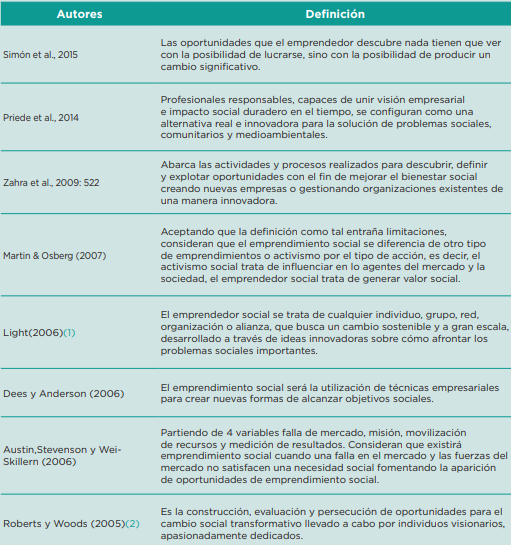 Autores Definición
Simón et al., 2015
Las oportunidades que el emprendedor descubre nada tienen que ver
con la posibilidad de lucrarse, sino con la posibilidad de producir un
cambio significativo.
Priede et al., 2014
Profesionales responsables, capaces de unir visión empresarial
e impacto social duradero en el tiempo, se configuran como una
alternativa real e innovadora para la solución de problemas sociales,
comunitarios y medioambientales.
Zahra et al., 2009: 522
Abarca las actividades y procesos realizados para descubrir, definir
y explotar oportunidades con el fin de mejorar el bienestar social
creando nuevas empresas o gestionando organizaciones existentes de
una manera innovadora.
Martin & Osberg (2007)
Aceptando que la definición como tal entraña limitaciones,
consideran que el emprendimiento social se diferencia de otro tipo
de emprendimientos o activismo por el tipo de acción, es decir, el
activismo social trata de influenciar en lo agentes del mercado y la
sociedad, el emprendedor social trata de generar valor social.
Light(2006)(1)
El emprendedor social se trata de cualquier individuo, grupo, red,
organización o alianza, que busca un cambio sostenible y a gran escala,
desarrollado a través de ideas innovadoras sobre cómo afrontar los
problemas sociales importantes.
Dees y Anderson (2006)
El emprendimiento social será la utilización de técnicas empresariales
para crear nuevas formas de alcanzar objetivos sociales.
Austin,Stevenson y Wei-
Skillern (2006)
Partiendo de 4 variables falla de mercado, misión, movilización
de recursos y medición de resultados. Consideran que existirá
emprendimiento social cuando una falla en el mercado y las fuerzas del
mercado no satisfacen una necesidad social fomentando la aparición
de oportunidades de emprendimiento social.
Roberts y Woods (2005)(2)
Es la construcción, evaluación y persecución de oportunidades para el
cambio social transformativo llevado a cabo por individuos visionarios,
apasionadamente dedicados.